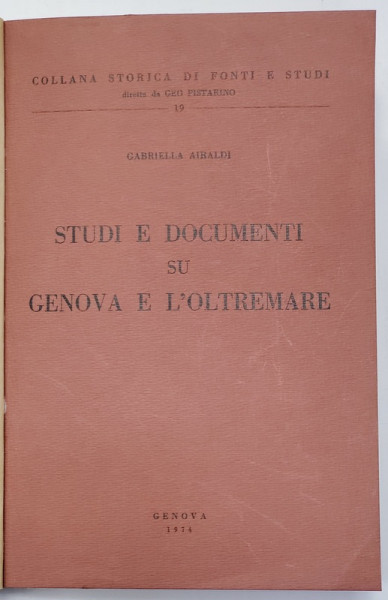 COLLANA STORICA DI FONTI E STUDI
diretta da GEO PISTARINO
19
GABRIELLA AIRALDI
STUDI E DOCUMENTI
SU
GENOVA E L'OLTREMARE
GENOVA
1974